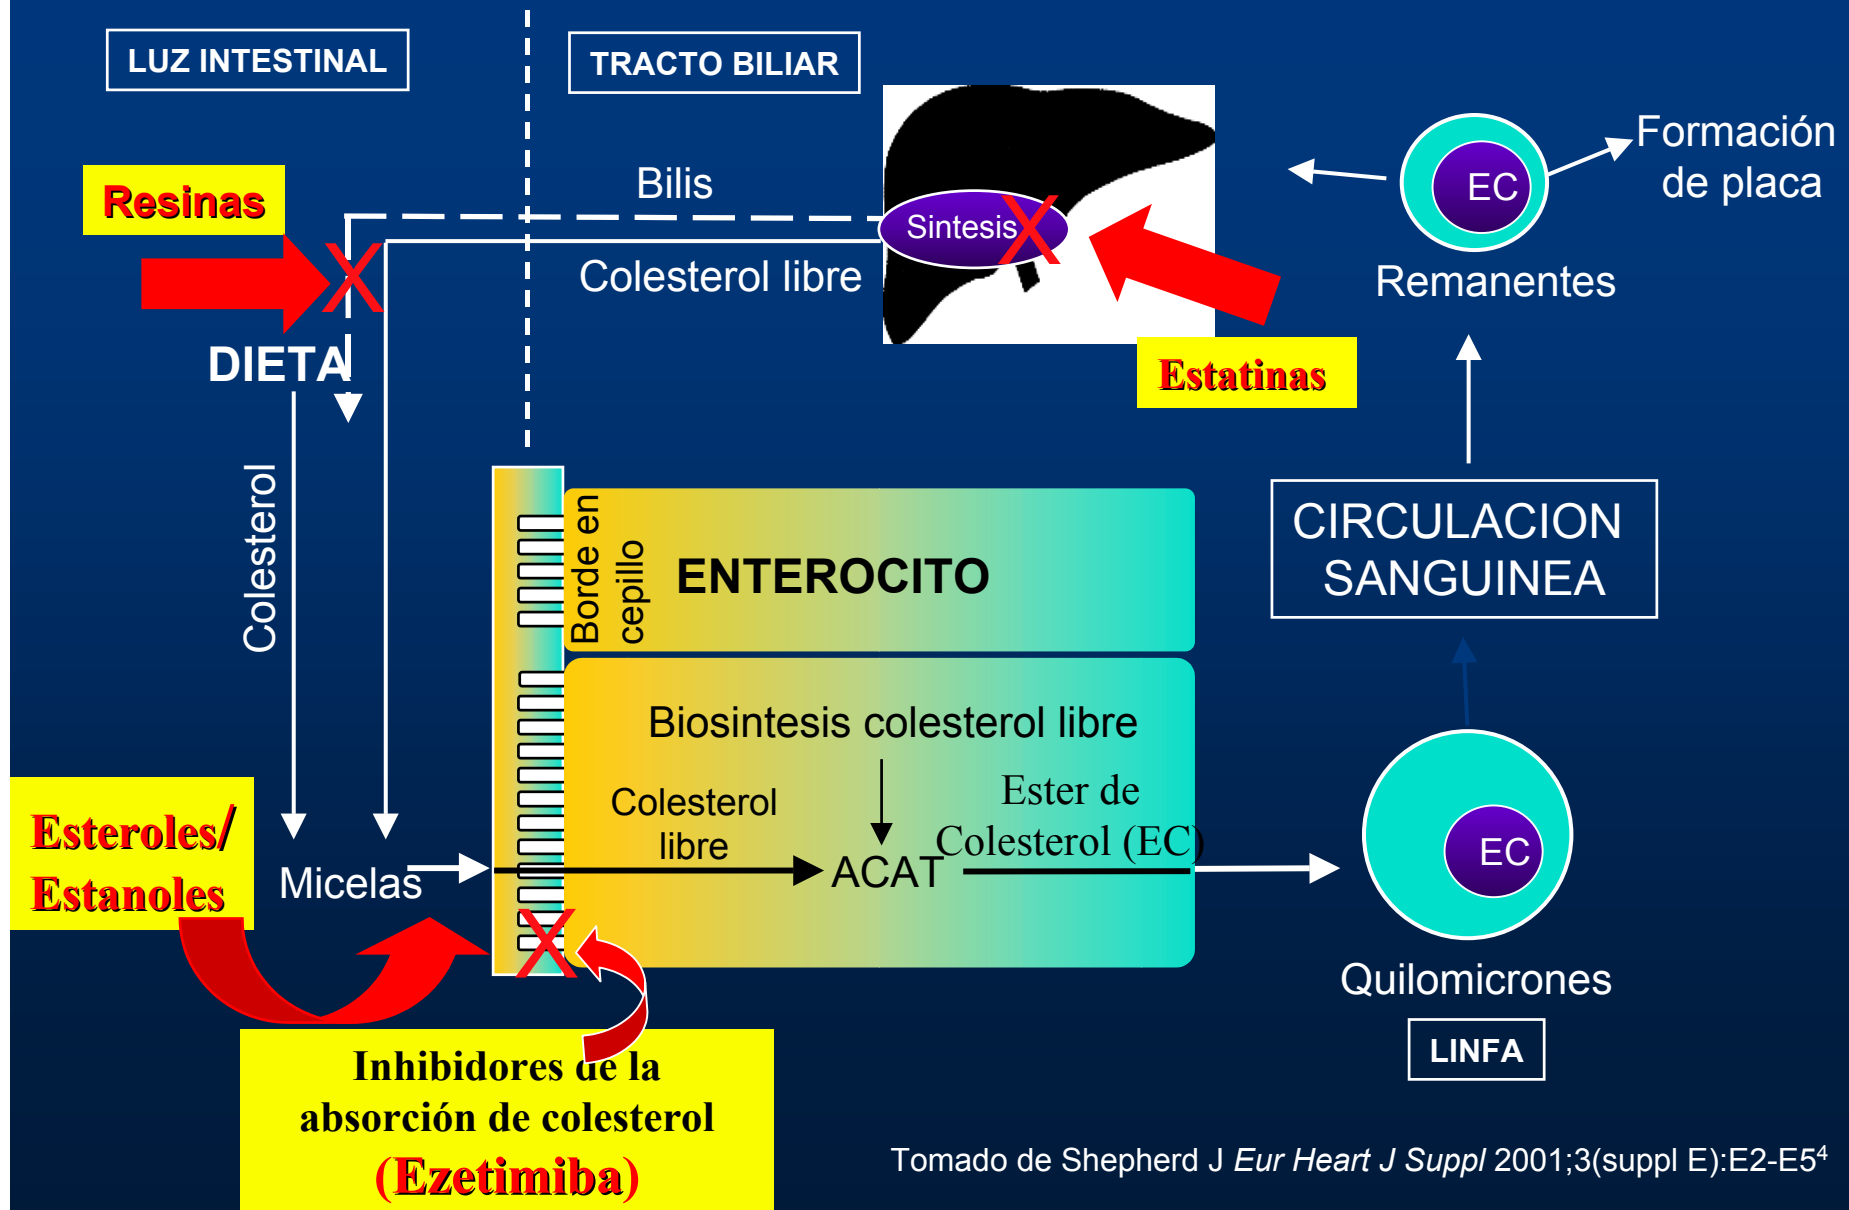 LUZ INTESTINAL
TRACTO BILIAR
Resinas
Bilis
Sintesis
Colesterol libre
DIETA
Estatinas
EC
Formación
de placa
Remanentes
Colesterol
Borde en
cepillo
ENTEROCITO
CIRCULACION
SANGUINEA
Biosintesis colesterol libre
Colesterol
libre
ACAT
Ester de
Colesterol (EC)
Esteroles/
Estanoles
Micelas
EC
Quilomicrones
LINFA
Inhibidores de la
absorción de colesterol
(Ezetimiba)
Tomado de Shepherd J Eur Heart J Suppl 2001;3(suppl E):E2-E5⁴